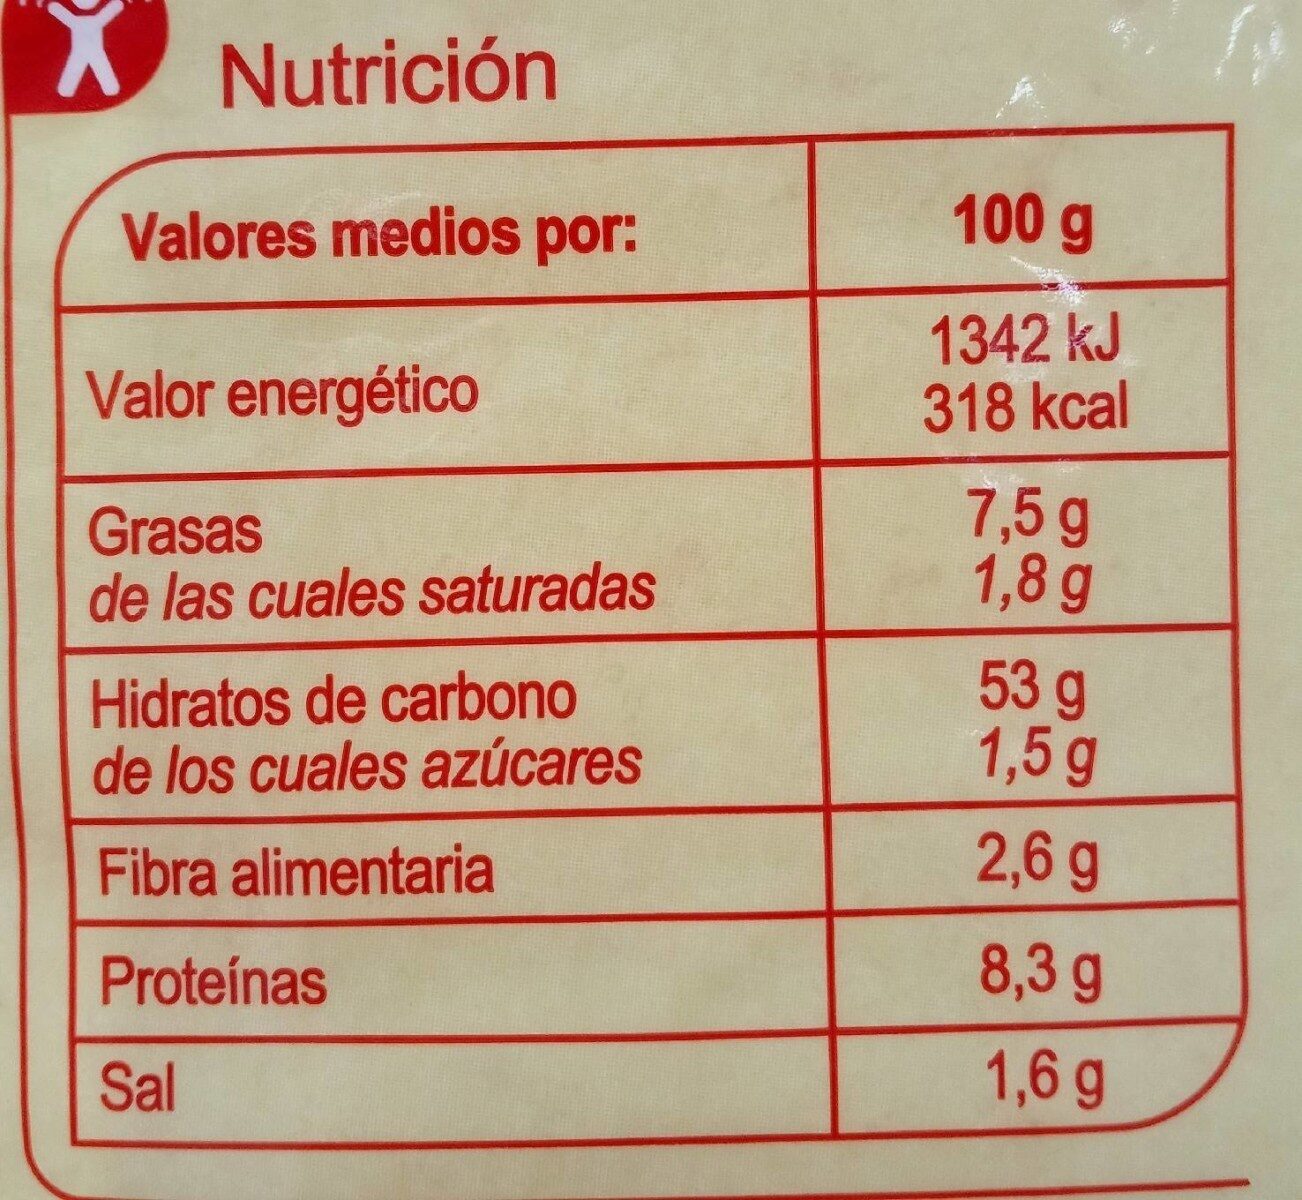 Nutrición
Valores medios por: 100 g
Valor energético 1342 kJ
318 kcal
Grasas 7,5 g
de las cuales saturadas 1,8 g
Hidratos de carbono 53 g
de los cuales azúcares 1,5 g
Fibra alimentaria 2,6 g
Proteínas 8,3 g
Sal 1,6 g